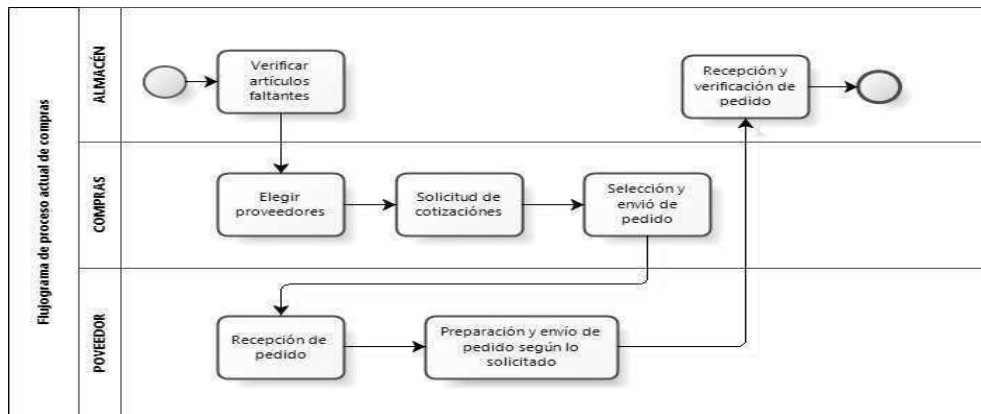 Flujograma de proceso actual de compras
ALMACÉN
Verificar
artículos
faltantes
Recepción y
verificación de
pedido
COMPRAS
Elegir
proveedores
Solicitud de
cotizaciónes
Selección y
envió de
pedido
POVEEDOR
Recepción de
pedido
Preparación y envío de
pedido según lo
solicitado